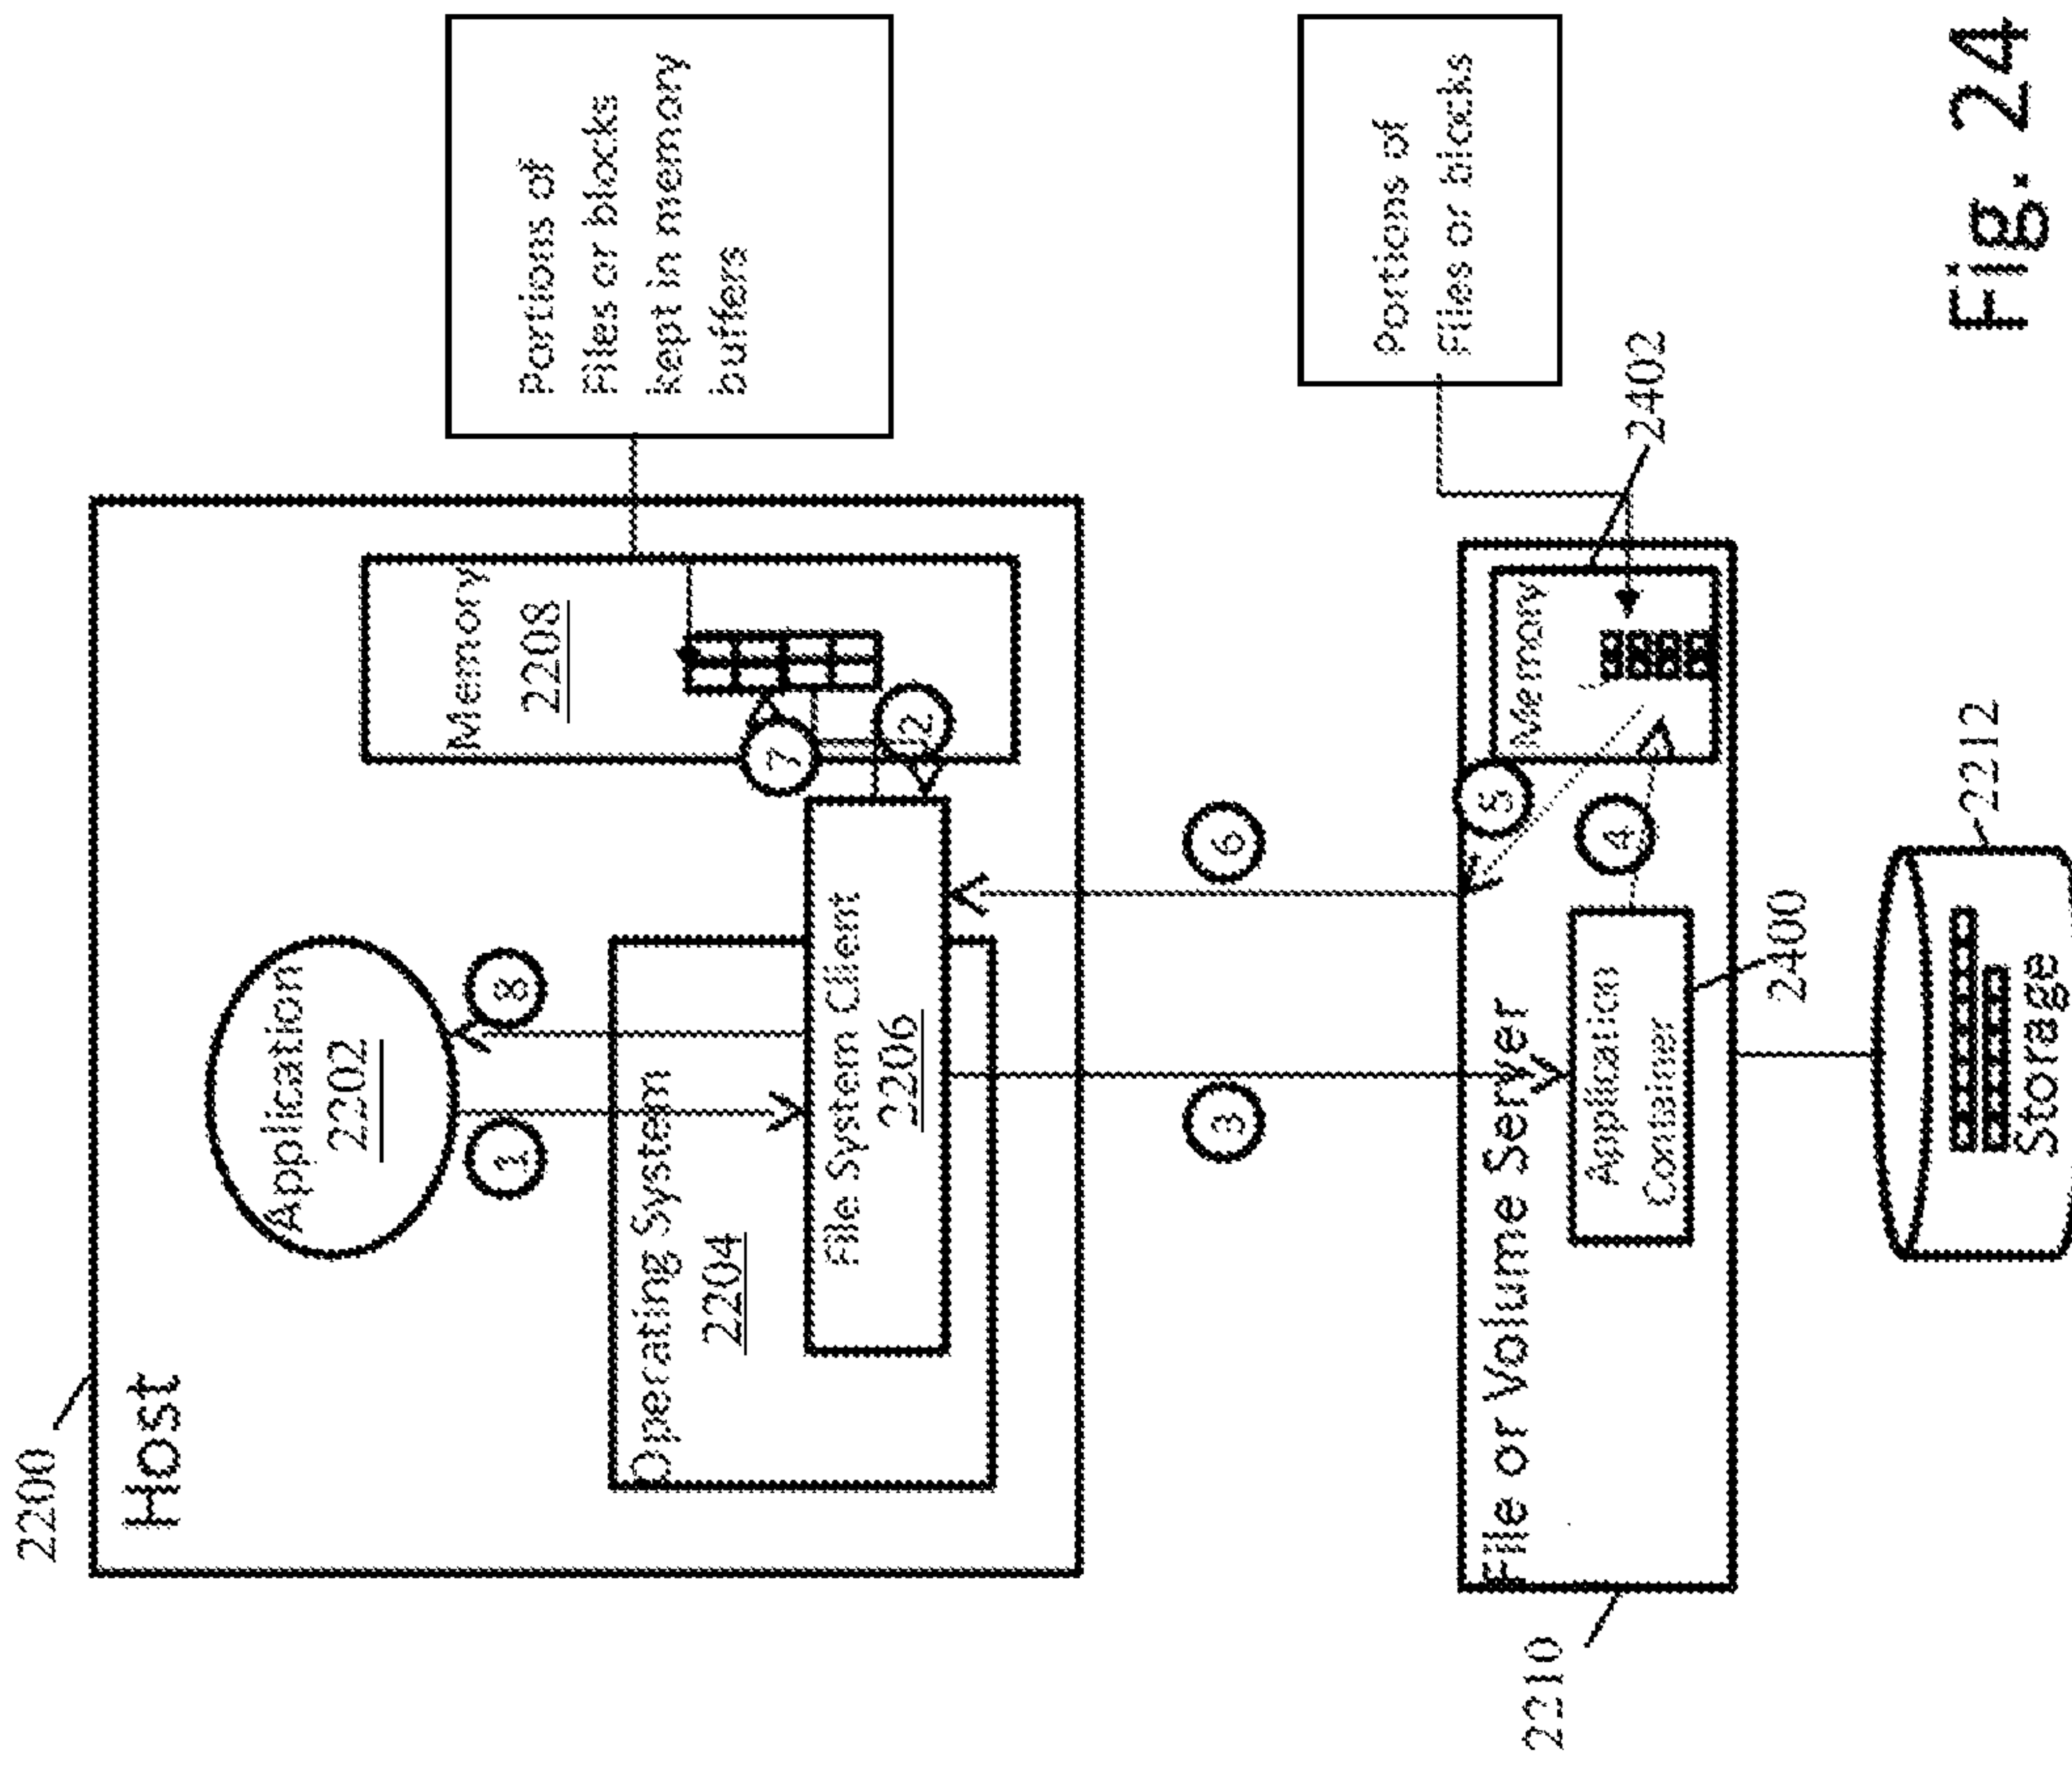 2200
Host
Application
2202
8
1
Operating System
2204
File System Client
2206
Memory
2208
7
2
Portions of
Files or blocks
kept in memory
buffers
6
3
2210
File or Volume Server
Application
Container
2400
5
4
Memory
2402
Portions of
Files or blocks
2212
Storage
Fig. 24